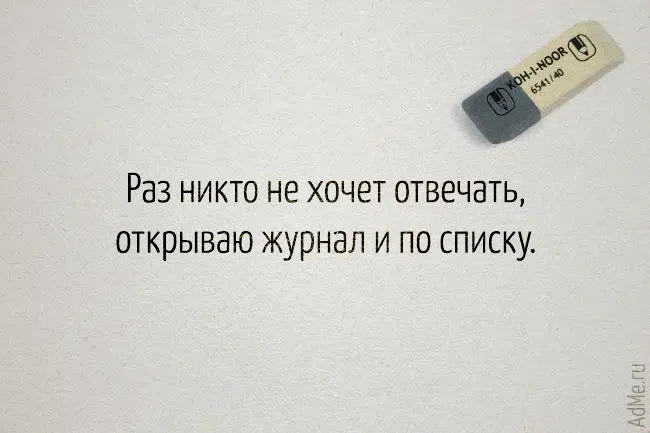 KOH-I-NOOR
6541/40
Раз никто не хочет отвечать,
открываю журнал и по списку.
AdMe.ru